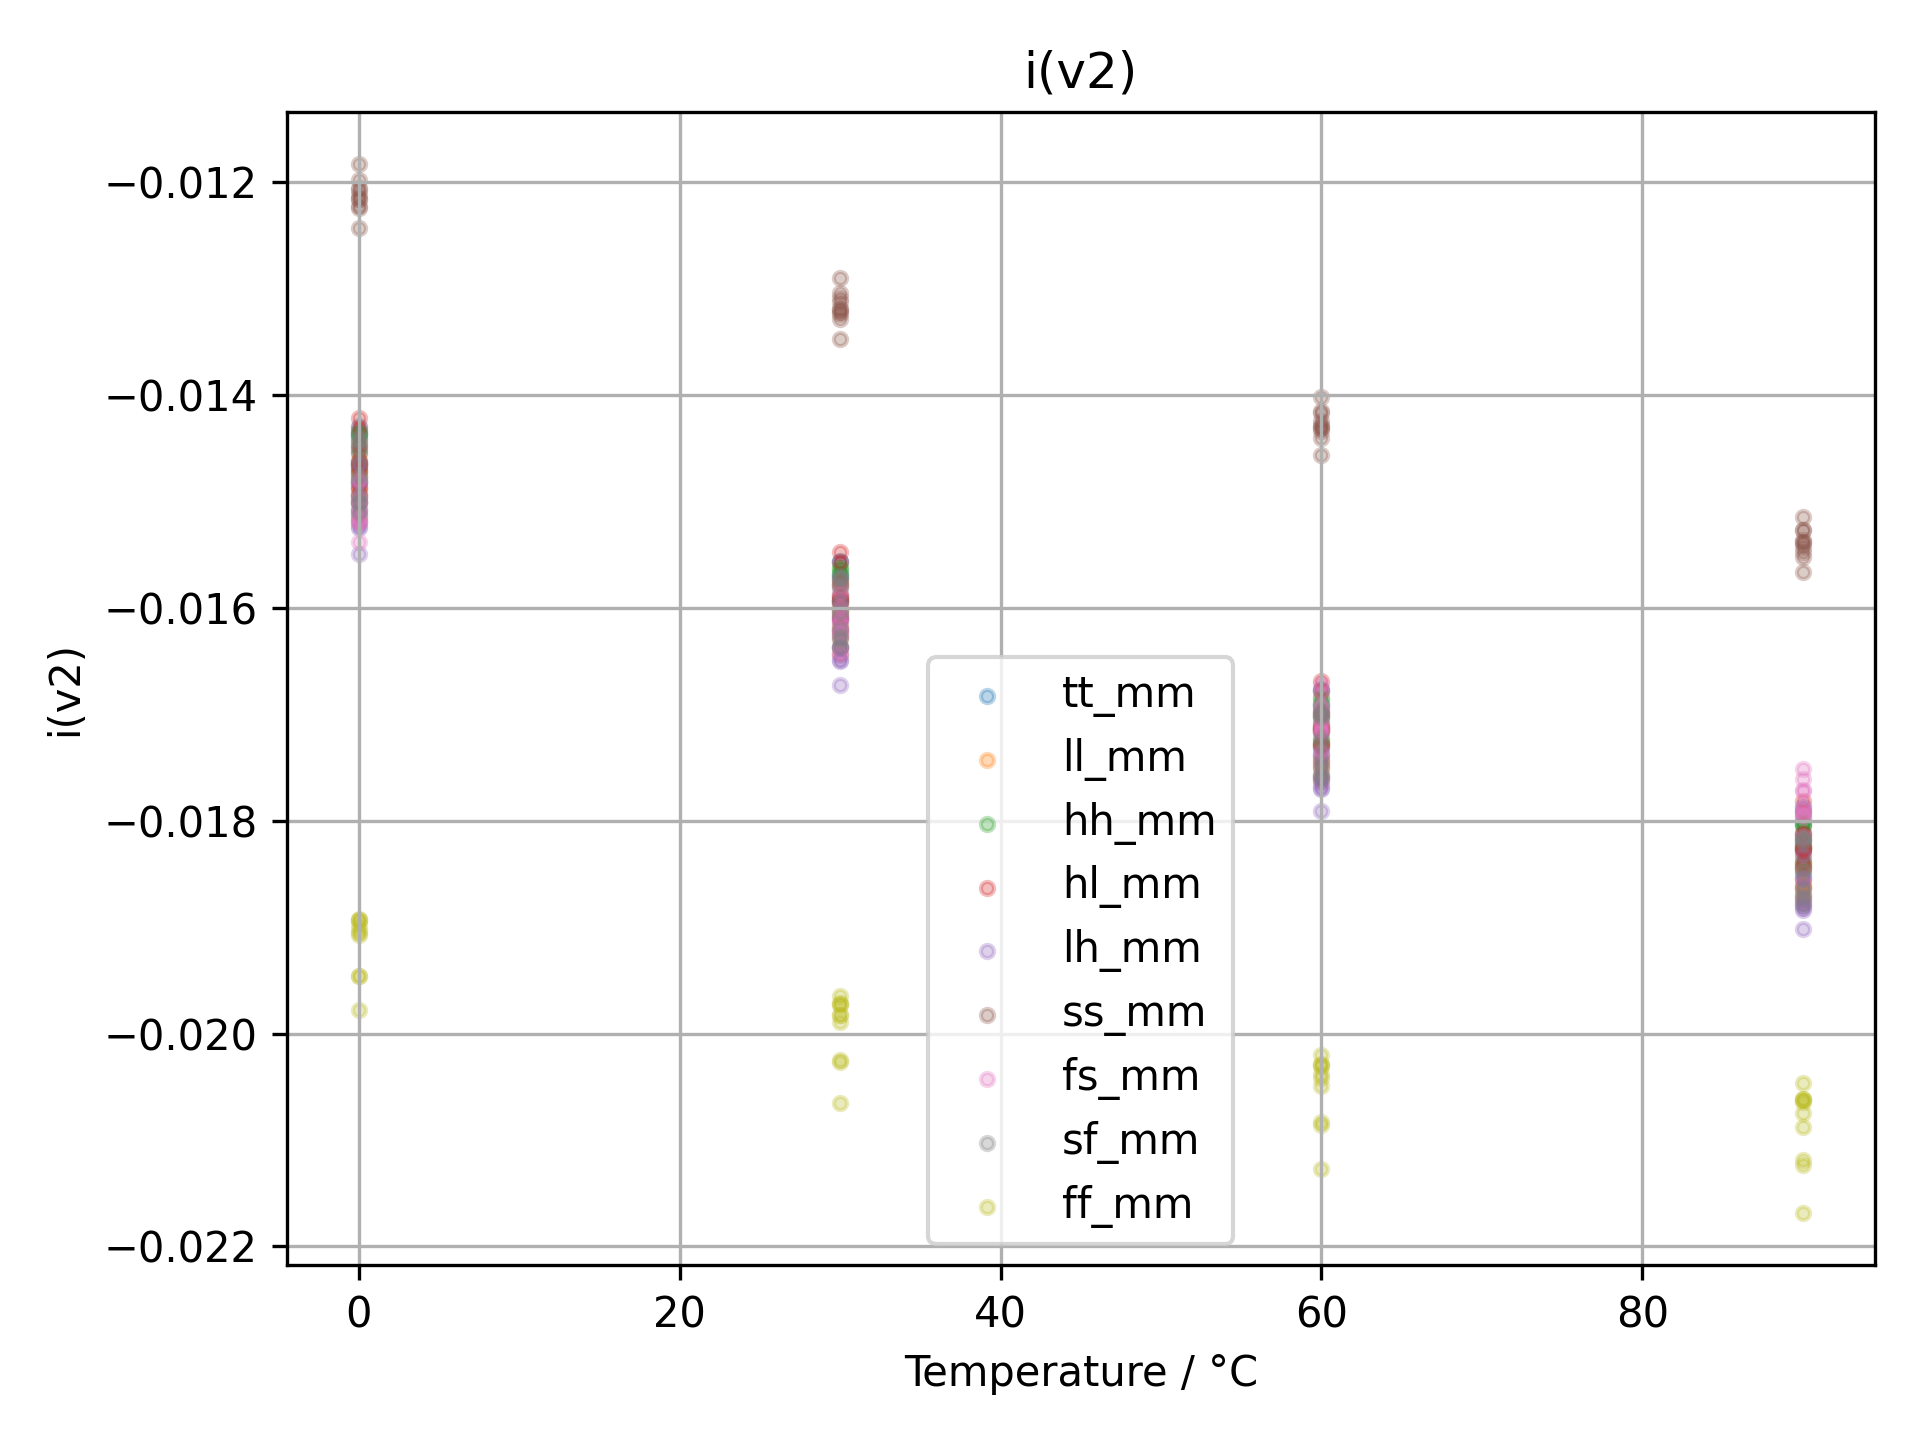 i(v2)
i(v2)
−0.012
−0.014
−0.016
−0.018
−0.020
−0.022
tt_mm
ll_mm
hh_mm
hl_mm
lh_mm
ss_mm
fs_mm
sf_mm
ff_mm
0 20 40 60 80
Temperature / °C